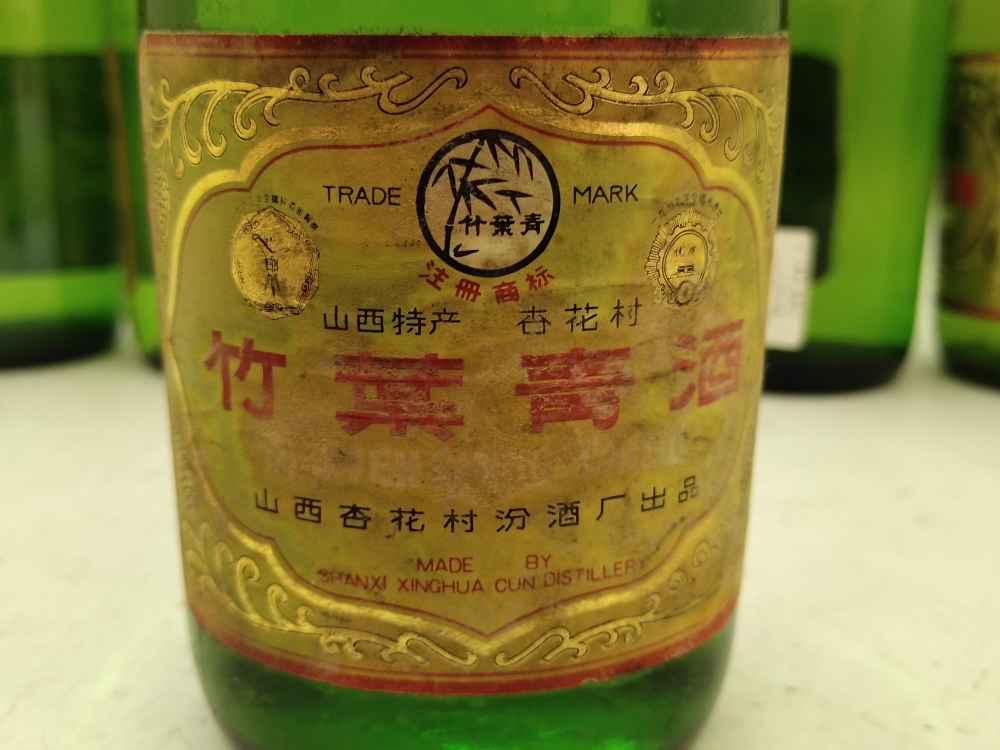 TRADE MARK
竹葉青
注冊商标
山西特产 杏花村
竹葉青酒
山西杏花村汾酒厂出品
MADE BY
SHANXI XINGHUA CUN DISTILLERY